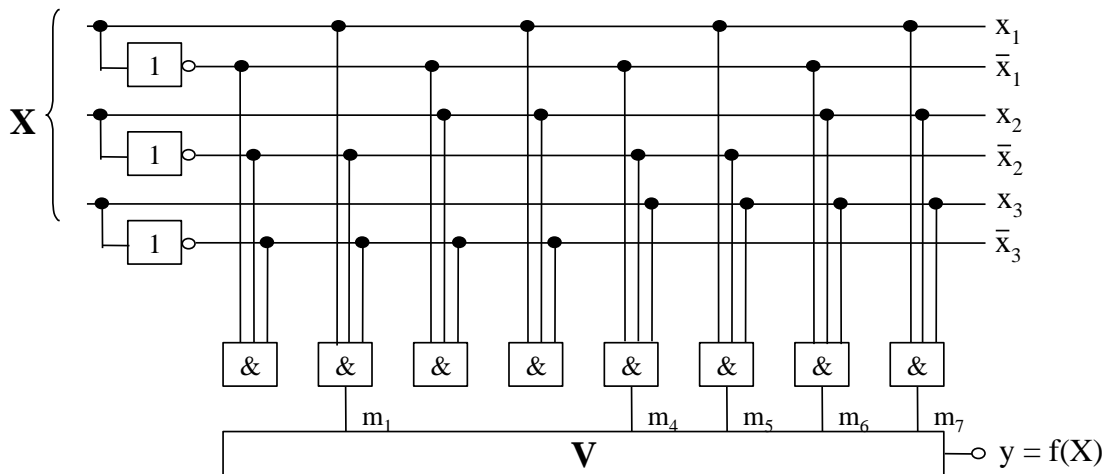 X
x₁
1
x̄₁
x₂
1
x̄₂
x₃
1
x̄₃
& & & & & & & &
m₁ m₄ m₅ m₆ m₇
V
y = f(X)